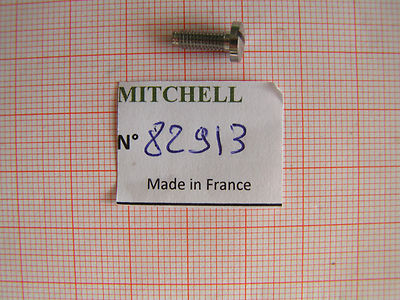 MITCHELL
N° 82913
Made in France